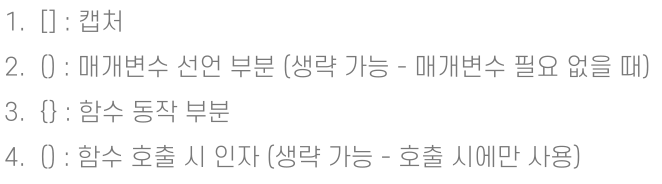 1. [] : 캡처
2. () : 매개변수 선언 부분 (생략 가능 - 매개변수 필요 없을 때)
3. {} : 함수 동작 부분
4. () : 함수 호출 시 인자 (생략 가능 - 호출 시에만 사용)